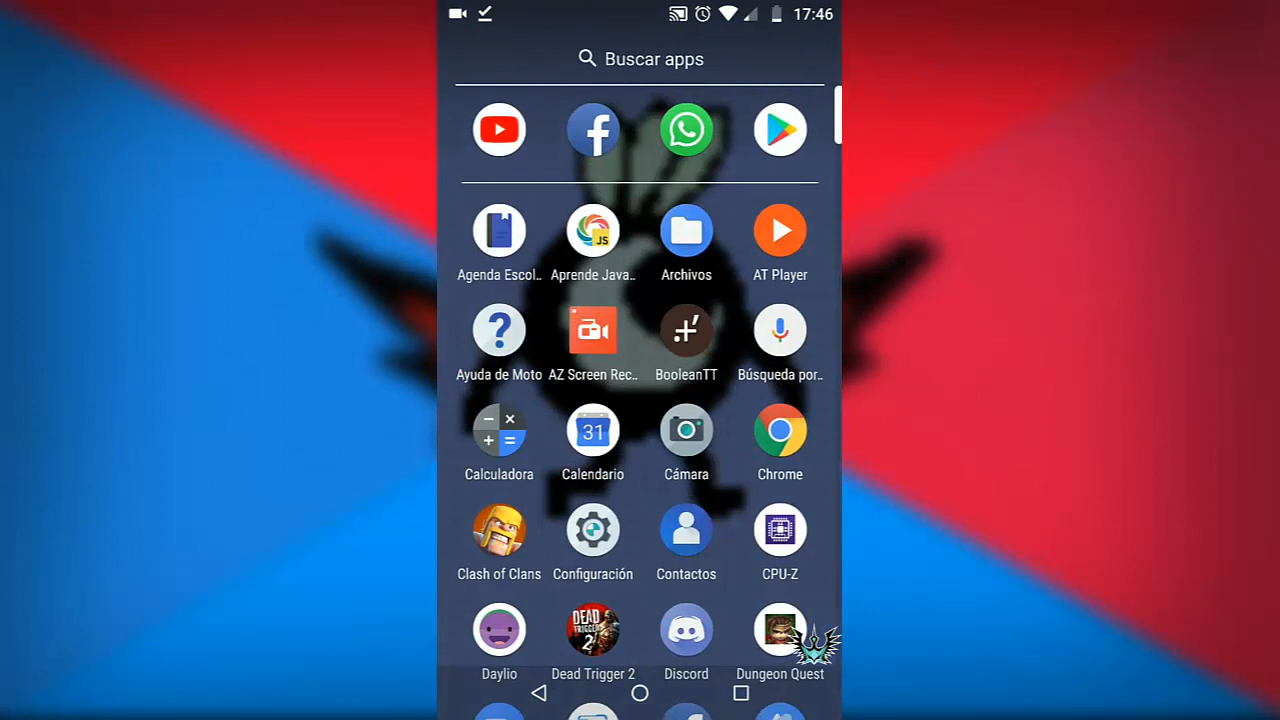 17:46
Buscar apps
Agenda Escol.. Aprende Java.. Archivos AT Player
JS
Ayuda de Moto AZ Screen Rec.. BooleanTT Búsqueda por..
31
Calculadora Calendario Cámara Chrome
Clash of Clans Configuración Contactos CPU-Z
DEAD
TRIGGER
2
Daylio Dead Trigger 2 Discord Dungeon Quest